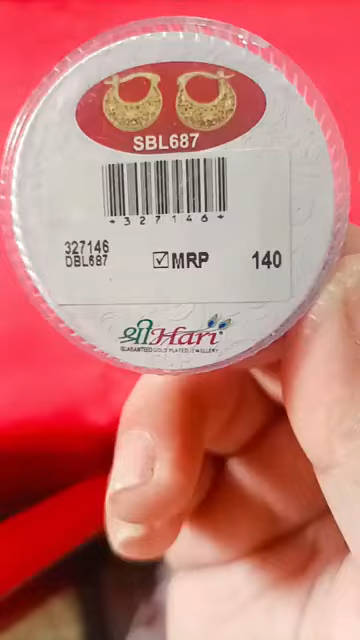 SBL687
*327146*
327146
DBL687
☑MRP 140
श्रीHari
GUARANTEED GOLD PLATED JEWELLERY